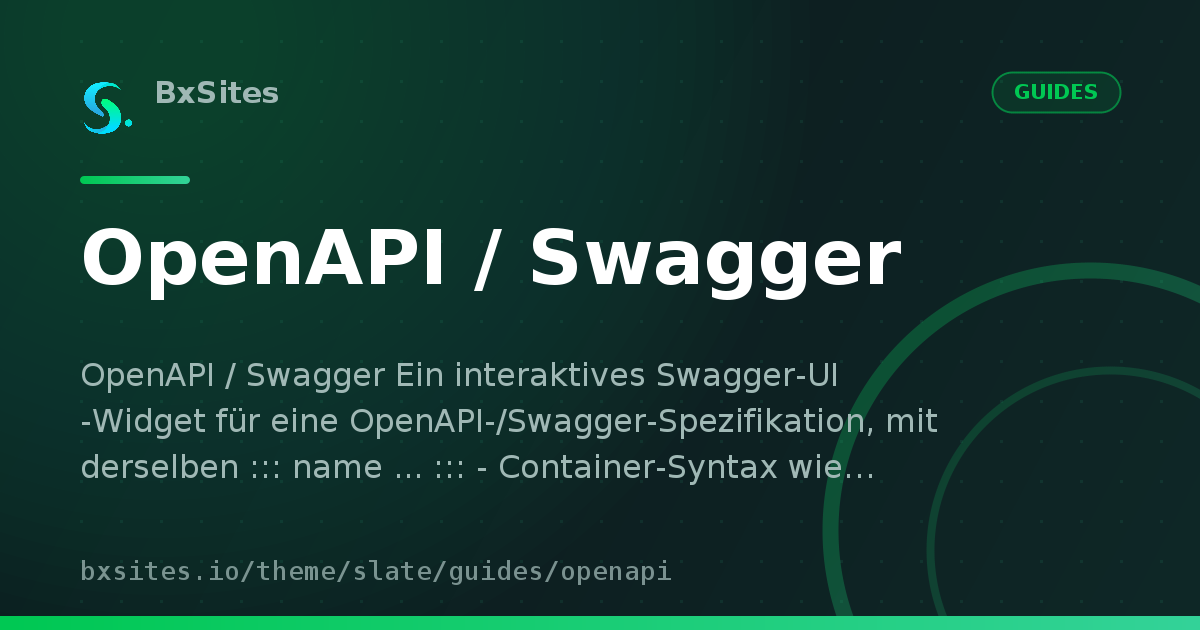 BxSites
GUIDES
OpenAPI / Swagger
OpenAPI / Swagger Ein interaktives Swagger-UI
-Widget für eine OpenAPI-/Swagger-Spezifikation, mit
derselben ::: name ... ::: - Container-Syntax wie...
bxsites.io/theme/slate/guides/openapi